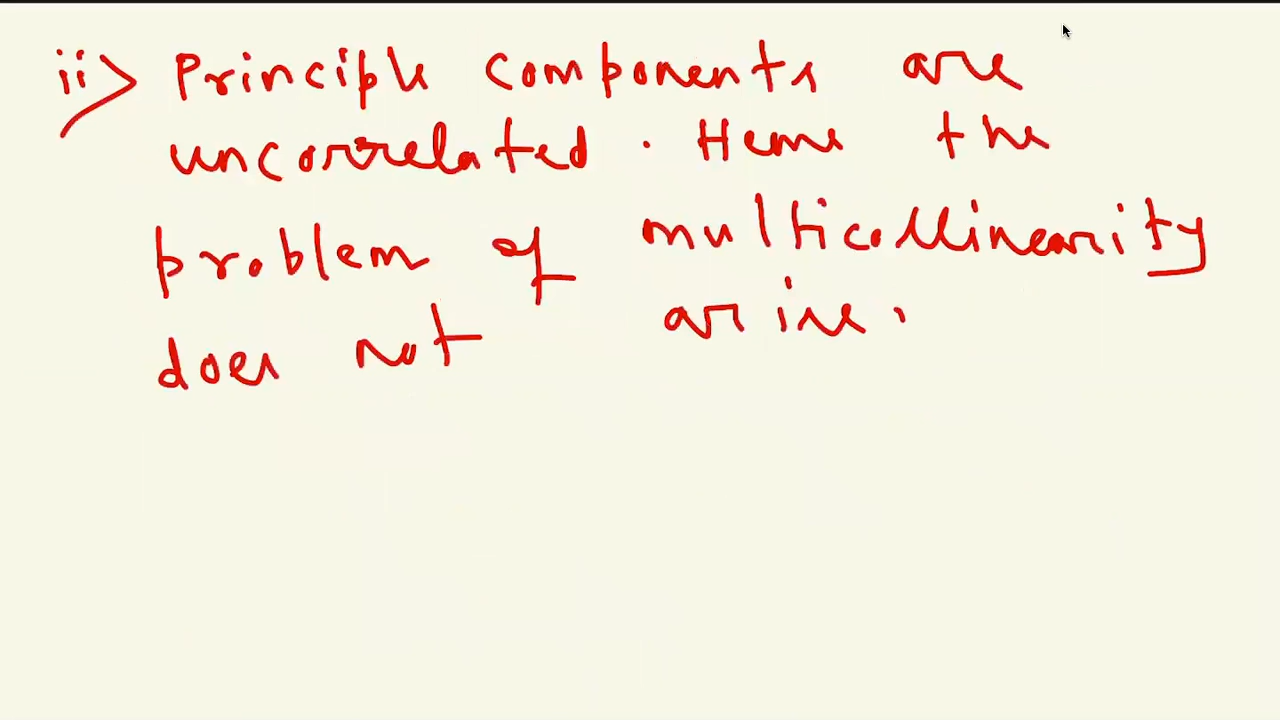 ii> Principle components are
uncorrelated . Hence the
problem of multicollinearity
does not arise .